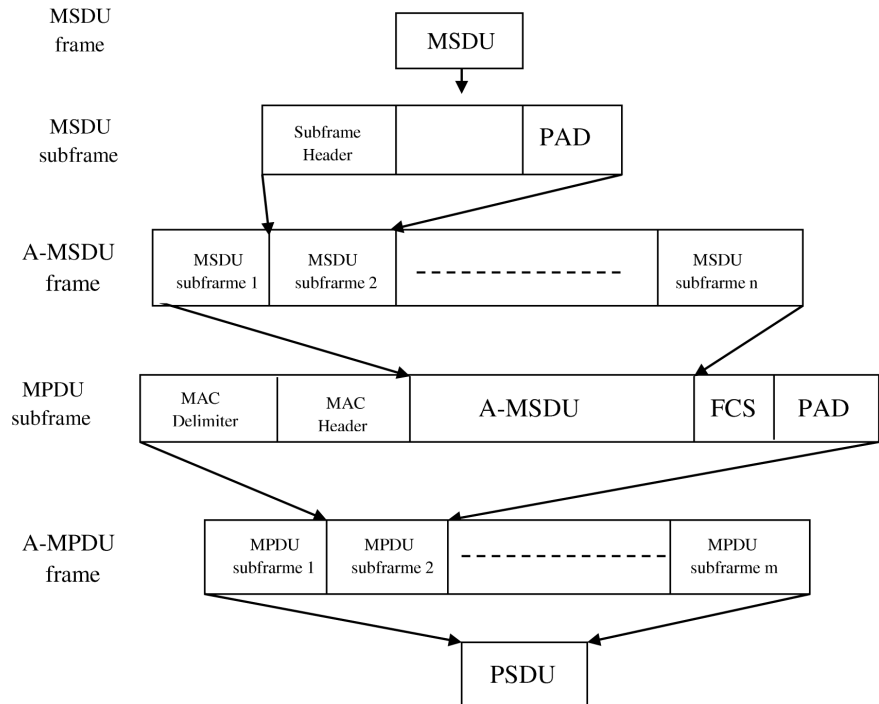 MSDU
frame
MSDU
MSDU
subframe
Subframe
Header
PAD
A-MSDU
frame
MSDU
subfrarme 1
MSDU
subfrarme 2
MSDU
subfrarme n
MPDU
subframe
MAC
Delimiter
MAC
Header
A-MSDU
FCS
PAD
A-MPDU
frame
MPDU
subfrarme 1
MPDU
subfrarme 2
MPDU
subfrarme m
PSDU